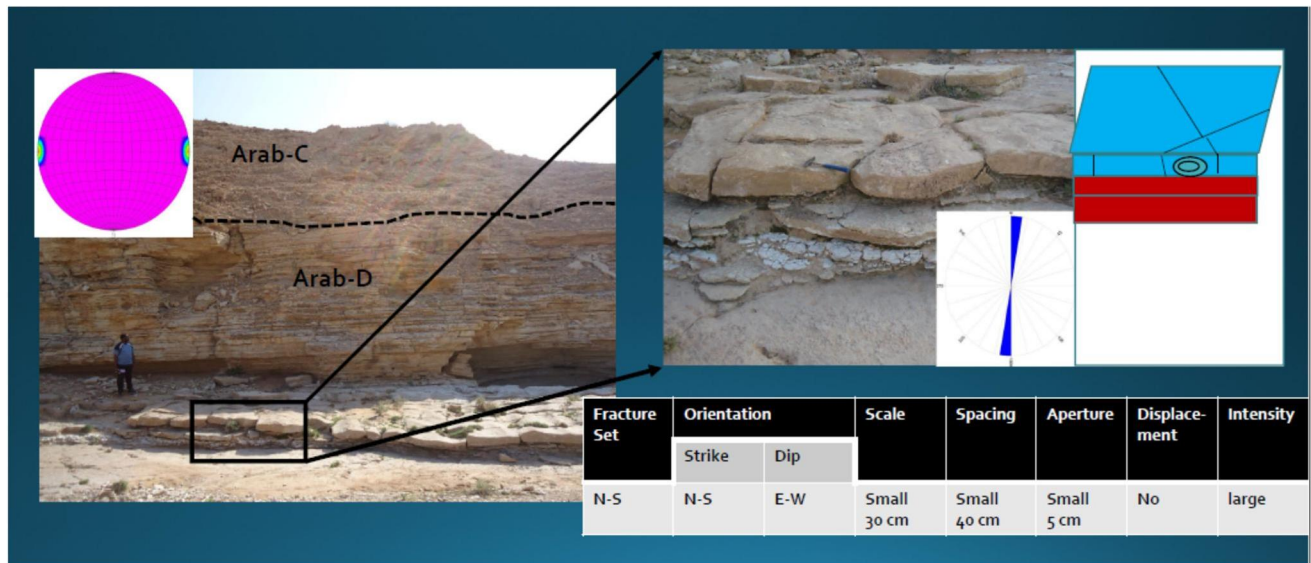 Arab-C
Arab-D
Fracture Set
Orientation
Scale
Spacing
Aperture
Displace-
ment
Intensity
Strike
Dip
N-S
N-S
E-W
Small
30 cm
Small
40 cm
Small
5 cm
No
large